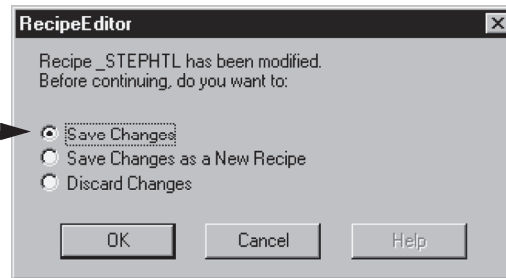 RecipeEditor
Recipe _STEPHTL has been modified.
Before continuing, do you want to:
Save Changes
Save Changes as a New Recipe
Discard Changes
OK
Cancel
Help